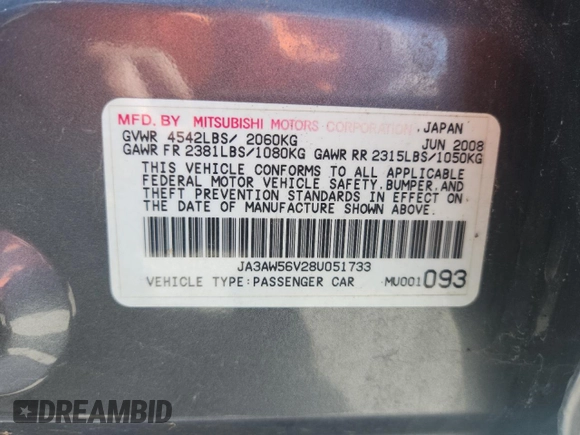 MFD. BY MITSUBISHI MOTORS CORPORATION. JAPAN
GVWR 4542LBS/ 2060KG JUN 2008
GAWR FR 2381LBS/1080KG GAWR RR 2315LBS/1050KG
THIS VEHICLE CONFORMS TO ALL APPLICABLE
FEDERAL MOTOR VEHICLE SAFETY, BUMPER, AND
THEFT PREVENTION STANDARDS IN EFFECT ON
THE DATE OF MANUFACTURE SHOWN ABOVE.
JA3AW56V28U051733
VEHICLE TYPE:PASSENGER CAR MU001093
DREAMBID